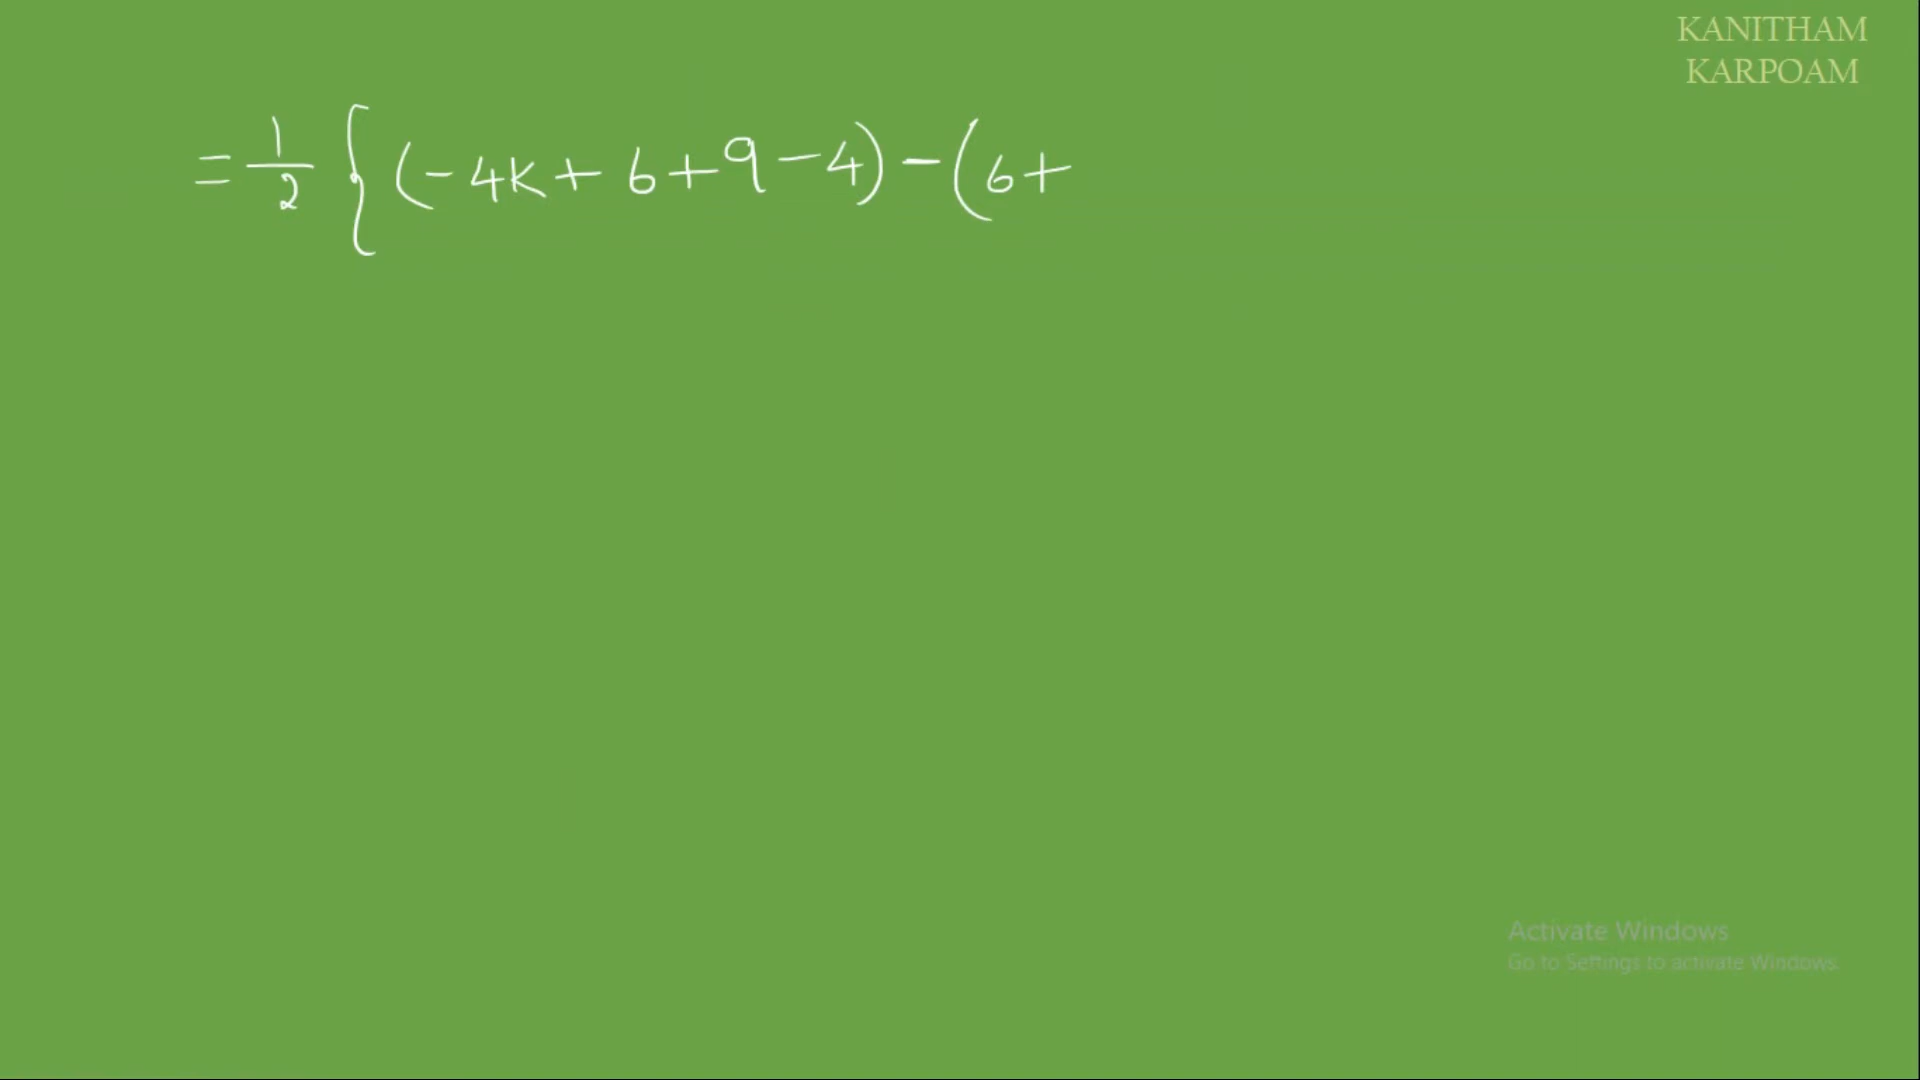 KANITHAM
KARPOAM
= 1/2 { (-4K + 6 + 9 - 4) - (6 +
Activate Windows
Go to Settings to activate Windows.